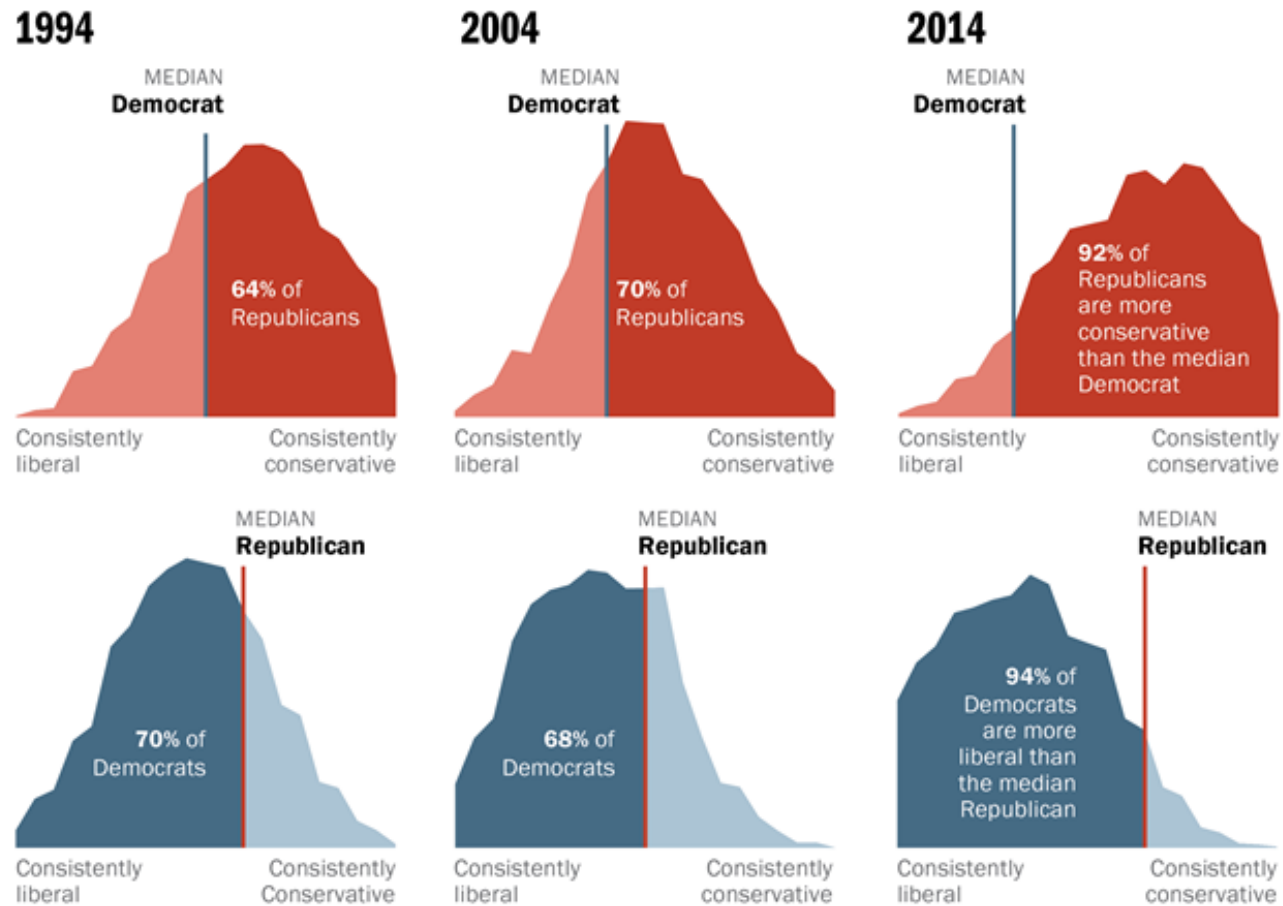 1994
2004
2014
MEDIAN
Democrat
MEDIAN
Democrat
MEDIAN
Democrat
64% of
Republicans
70% of
Republicans
92% of
Republicans
are more
conservative
than the median
Democrat
Consistently
liberal
Consistently
conservative
Consistently
liberal
Consistently
conservative
Consistently
liberal
Consistently
conservative
MEDIAN
Republican
MEDIAN
Republican
MEDIAN
Republican
70% of
Democrats
68% of
Democrats
94% of
Democrats
are more
liberal than
the median
Republican
Consistently
liberal
Consistently
Conservative
Consistently
liberal
Consistently
conservative
Consistently
liberal
Consistently
conservative